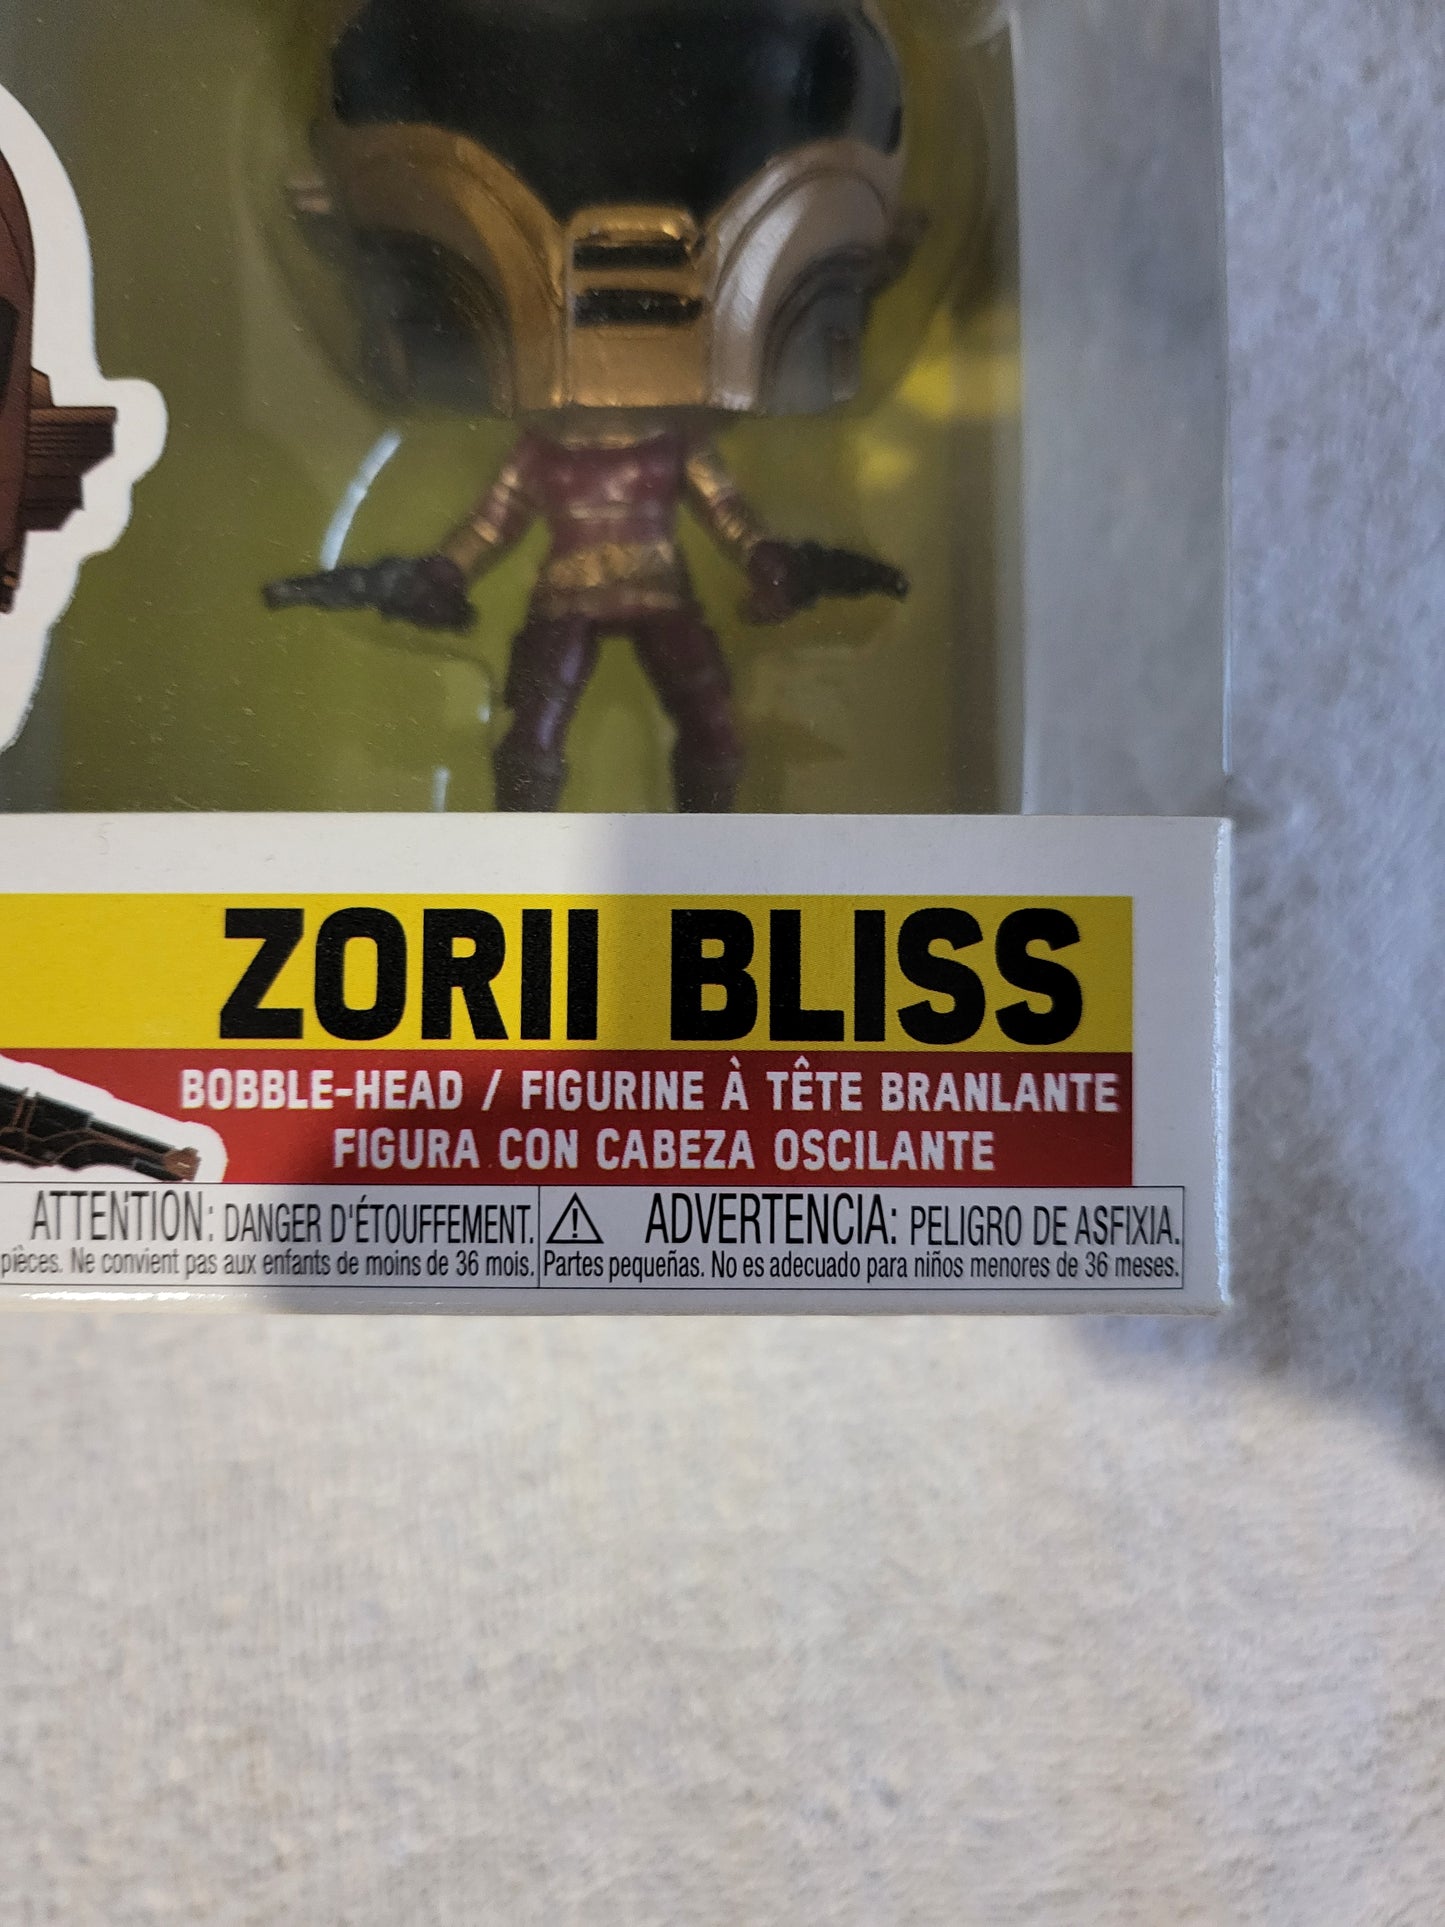 ZORII BLISS
BOBBLE-HEAD / FIGURINE À TÊTE BRANLANTE
FIGURA CON CABEZA OSCILANTE
ATTENTION: DANGER D'ÉTOUFFEMENT.
pièces. Ne convient pas aux enfants de moins de 36 mois.
ADVERTENCIA: PELIGRO DE ASFIXIA.
Partes pequeñas. No es adecuado para niños menores de 36 meses.